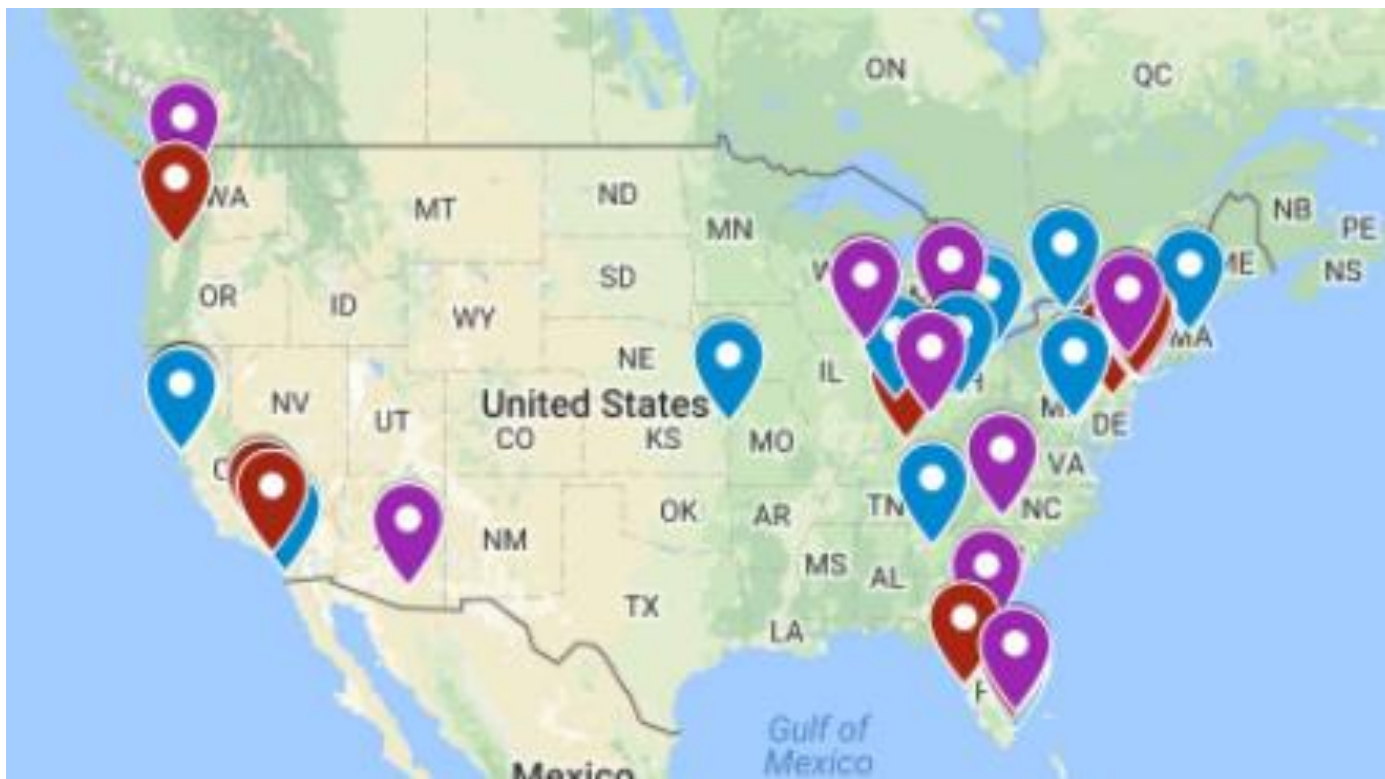 ON
QC
WA
MT
ND
MN
NB
PE
ME
NS
OR
ID
SD
WY
NE
IL
MA
NV
UT
United States
CO
KS
MO
DE
VA
OK
AR
TN
NC
NM
MS
AL
TX
LA
Gulf of
Mexico
Mexico